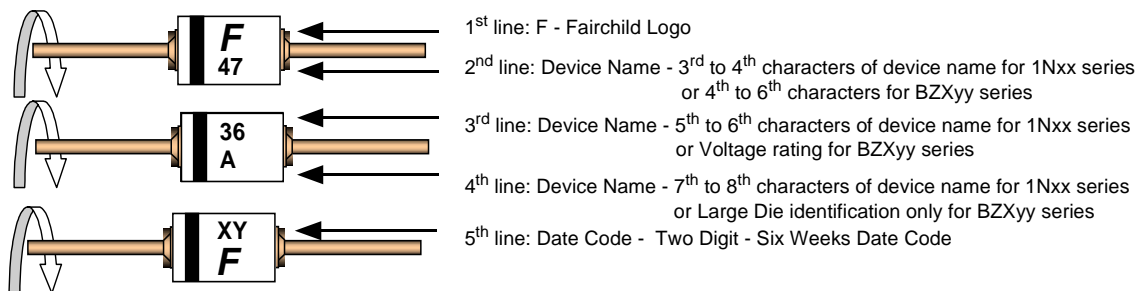 F
47
36
A
XY
F
1st line: F - Fairchild Logo
2nd line: Device Name - 3rd to 4th characters of device name for 1Nxx series
or 4th to 6th characters for BZXyy series
3rd line: Device Name - 5th to 6th characters of device name for 1Nxx series
or Voltage rating for BZXyy series
4th line: Device Name - 7th to 8th characters of device name for 1Nxx series
or Large Die identification only for BZXyy series
5th line: Date Code - Two Digit - Six Weeks Date Code